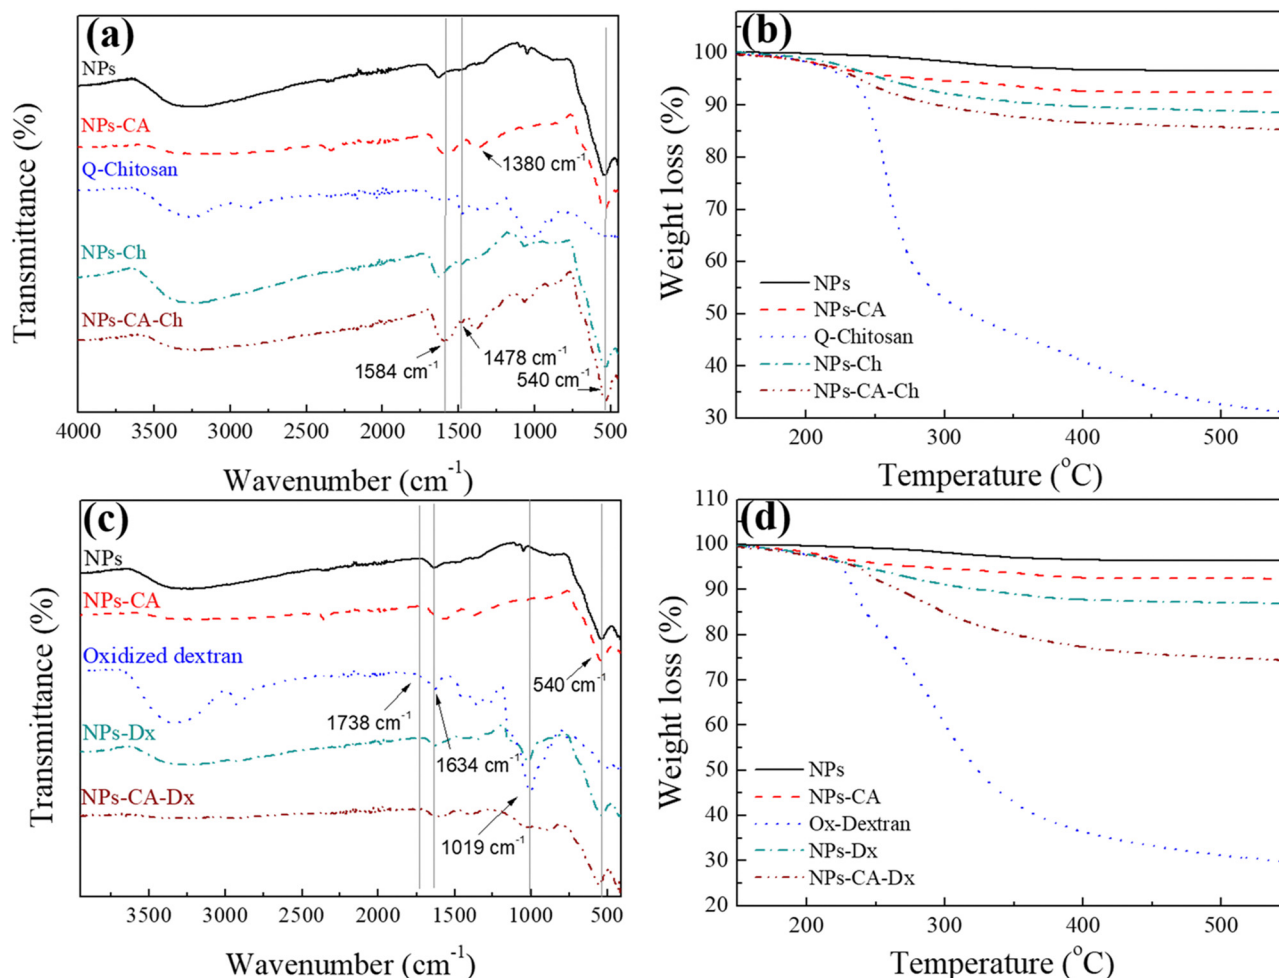 (a)
NPs
NPs-CA
Q-Chitosan
NPs-Ch
NPs-CA-Ch
1380 cm-1
1584 cm-1
1478 cm-1
540 cm-1
Transmittance (%)
4000 3500 3000 2500 2000 1500 1000 500
Wavenumber (cm-1)
(b)
100
90
80
70
60
50
40
30
Weight loss (%)
NPs
NPs-CA
Q-Chitosan
NPs-Ch
NPs-CA-Ch
200 300 400 500
Temperature (oC)
(c)
NPs
NPs-CA
Oxidized dextran
NPs-Dx
NPs-CA-Dx
540 cm-1
1738 cm-1
1634 cm-1
1019 cm-1
Transmittance (%)
3500 3000 2500 2000 1500 1000 500
Wavenumber (cm-1)
(d)
110
100
90
80
70
60
50
40
30
20
Weight loss (%)
NPs
NPs-CA
Ox-Dextran
NPs-Dx
NPs-CA-Dx
200 300 400 500
Temperature (oC)